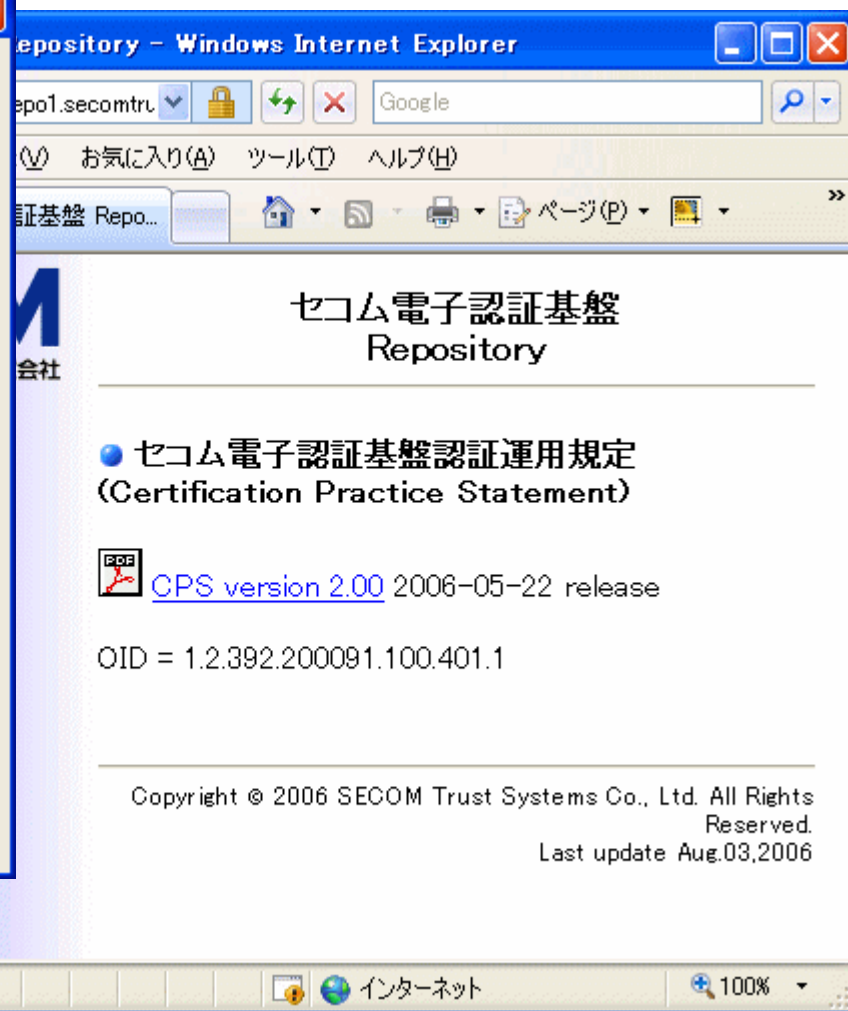 epository - Windows Internet Explorer
epo1.secomtru
Google
(V) お気に入り(A) ツール(T) ヘルプ(H)
証基盤 Repo...
ページ(P)
»
M
会社
セコム電子認証基盤
Repository
セコム電子認証基盤認証運用規定
(Certification Practice Statement)
PDF
CPS version 2.00 2006-05-22 release
OID = 1.2.392.200091.100.401.1
Copyright © 2006 SECOM Trust Systems Co., Ltd. All Rights
Reserved.
Last update Aug.03,2006
インターネット
100%